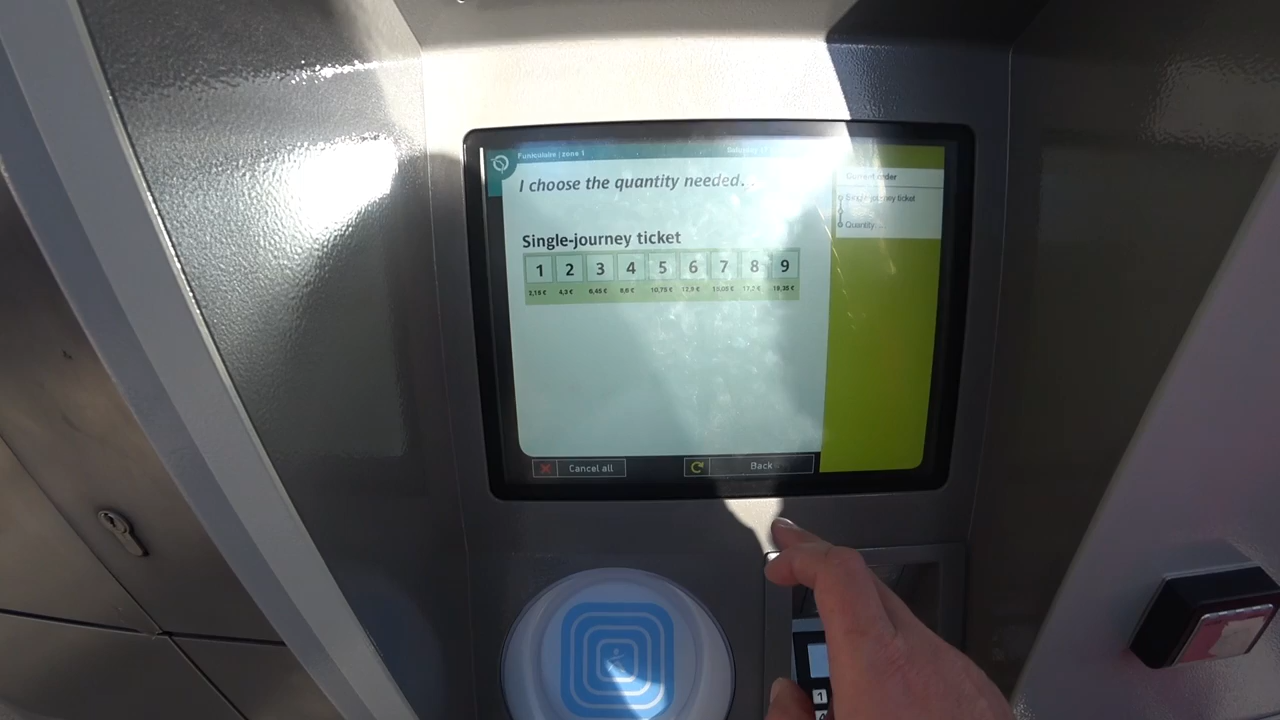 Funiculaire | zone 1
I choose the quantity needed...
Current order
Single-journey ticket
Quantity...
Single-journey ticket
1 2 3 4 5 6 7 8 9
2,15 € 4,3 € 6,45 € 8,6 € 10,75 € 12,9 € 15,05 € 17,2 € 19,35 €
Cancel all
Back
1